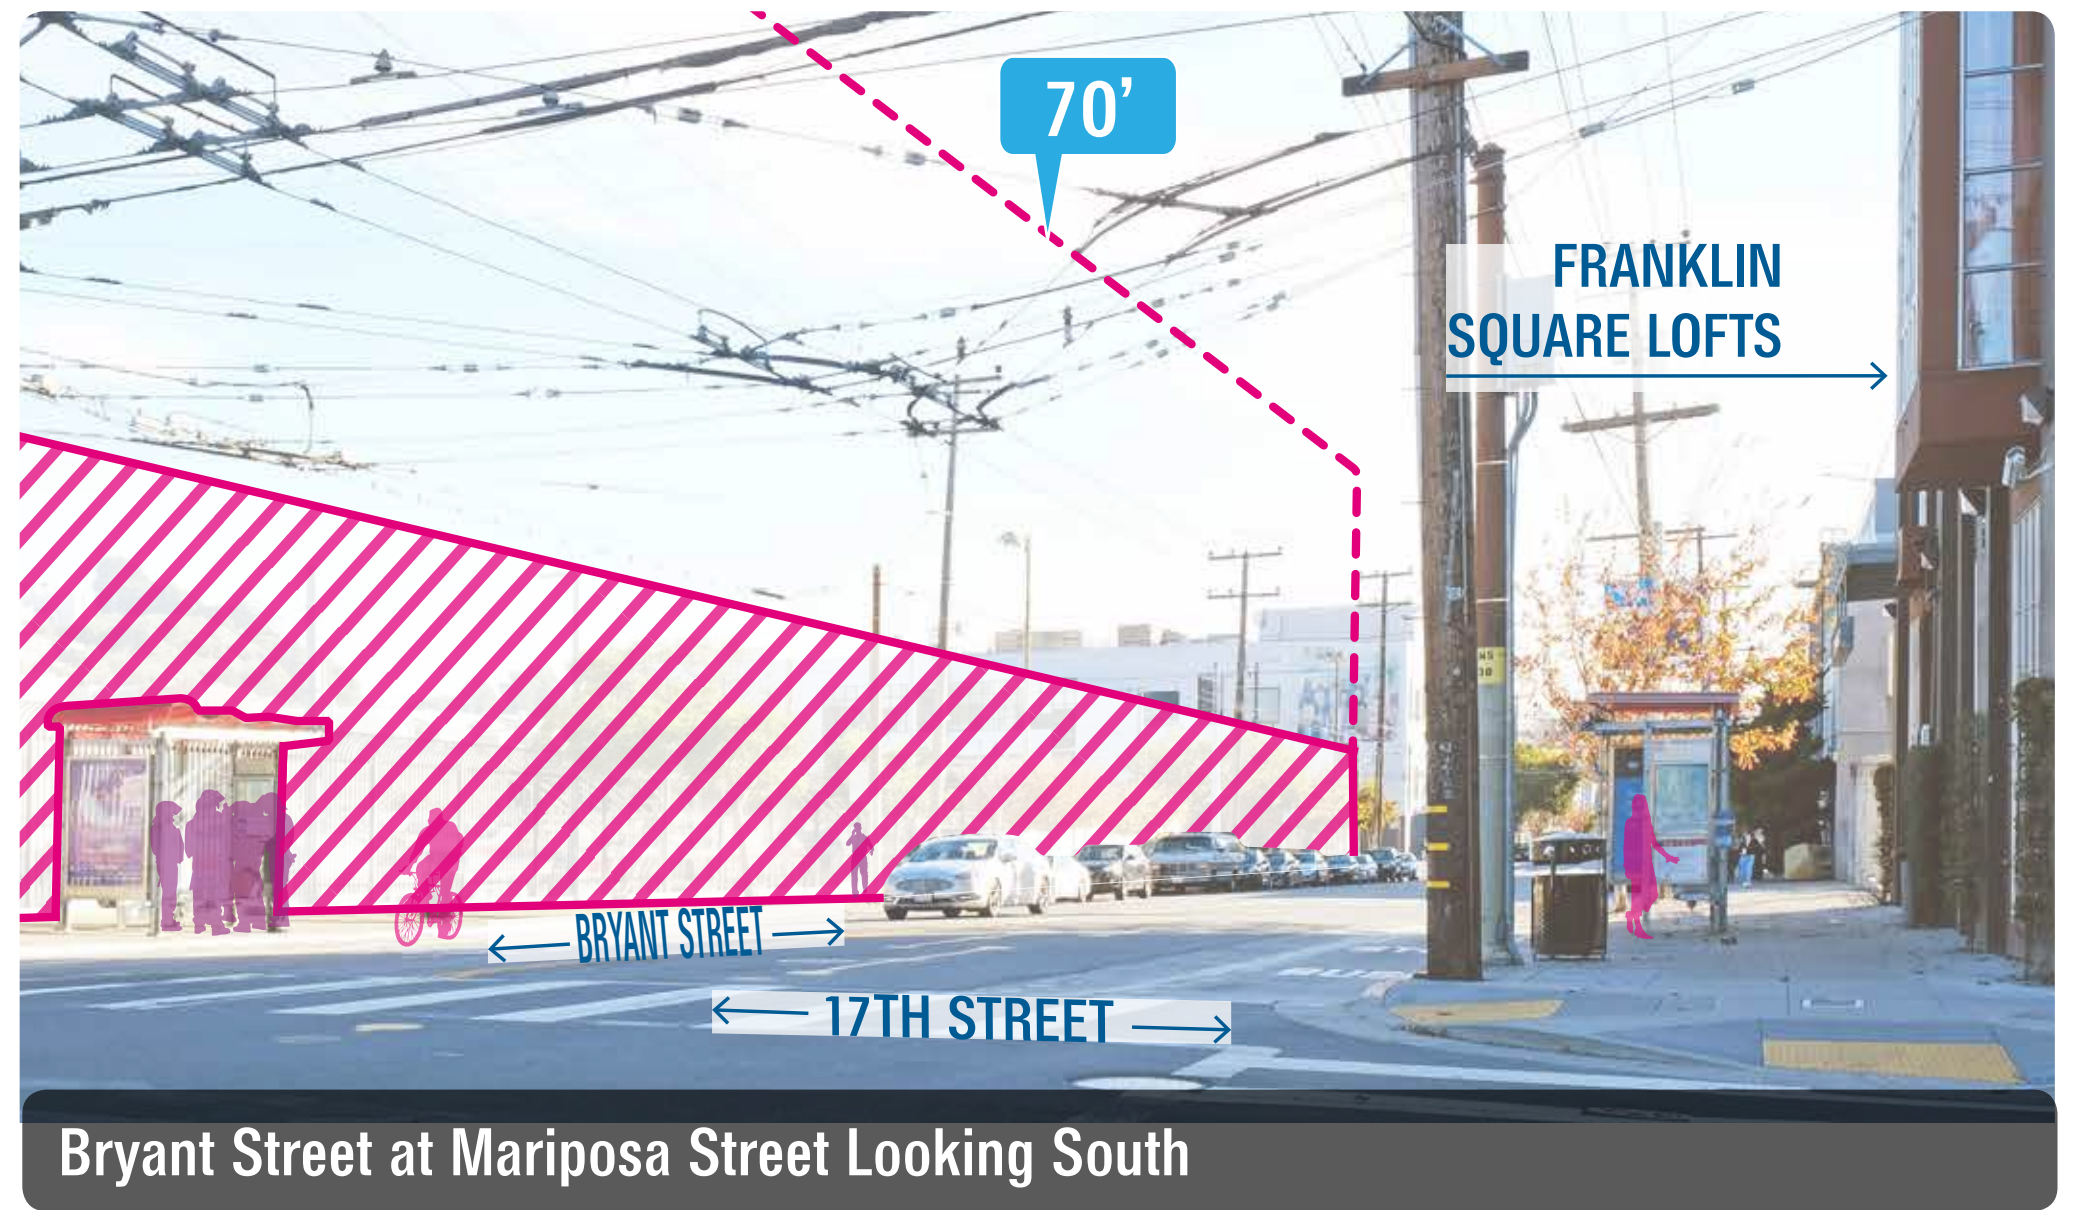 70’
FRANKLIN
SQUARE LOFTS
BRYANT STREET
17TH STREET
Bryant Street at Mariposa Street Looking South